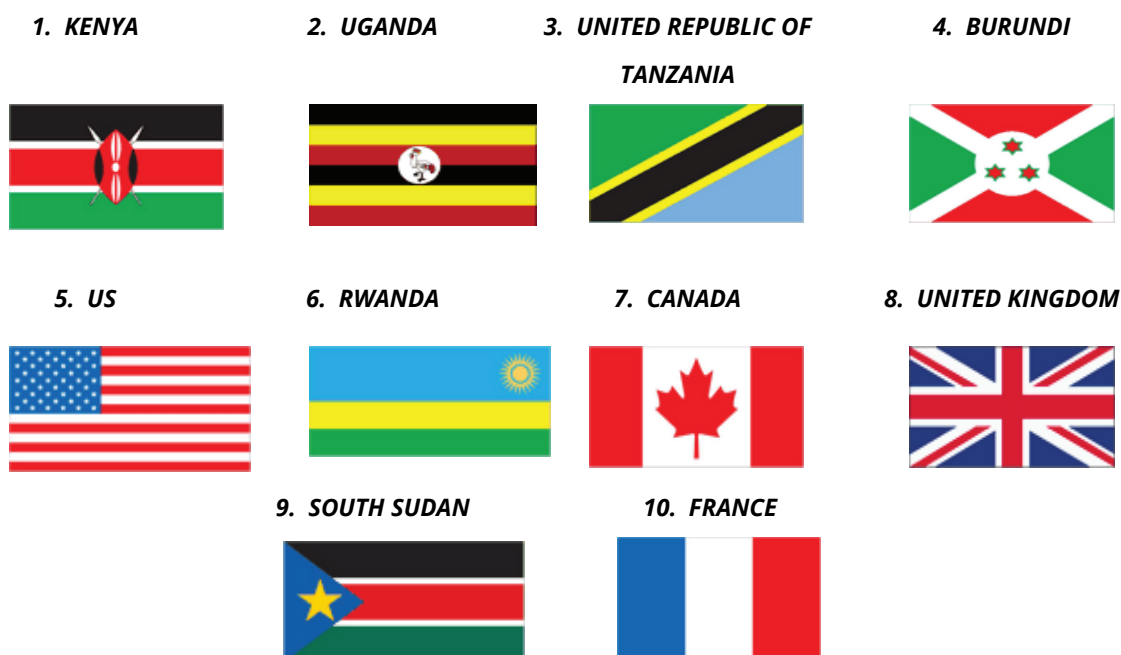 1. KENYA
2. UGANDA
3. UNITED REPUBLIC OF
TANZANIA
4. BURUNDI
5. US
6. RWANDA
7. CANADA
8. UNITED KINGDOM
9. SOUTH SUDAN
10. FRANCE